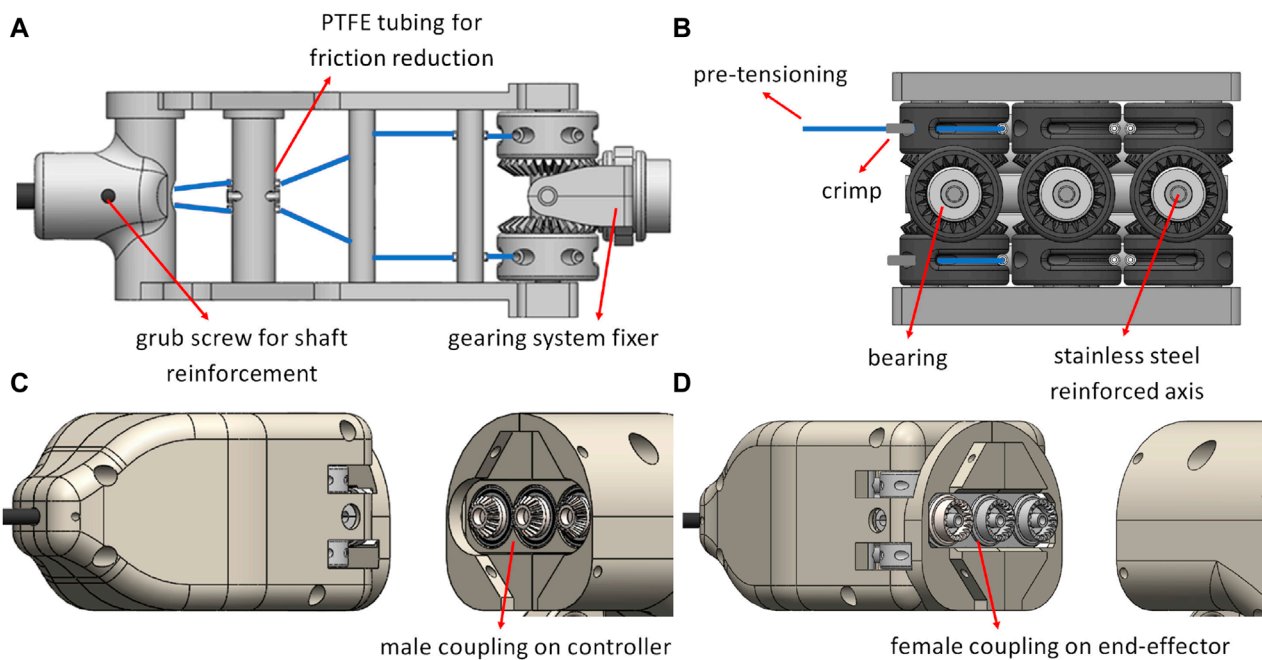 A
PTFE tubing for
friction reduction
grub screw for shaft
reinforcement
gearing system fixer
B
pre-tensioning
crimp
bearing
stainless steel
reinforced axis
C
male coupling on controller
D
female coupling on end-effector